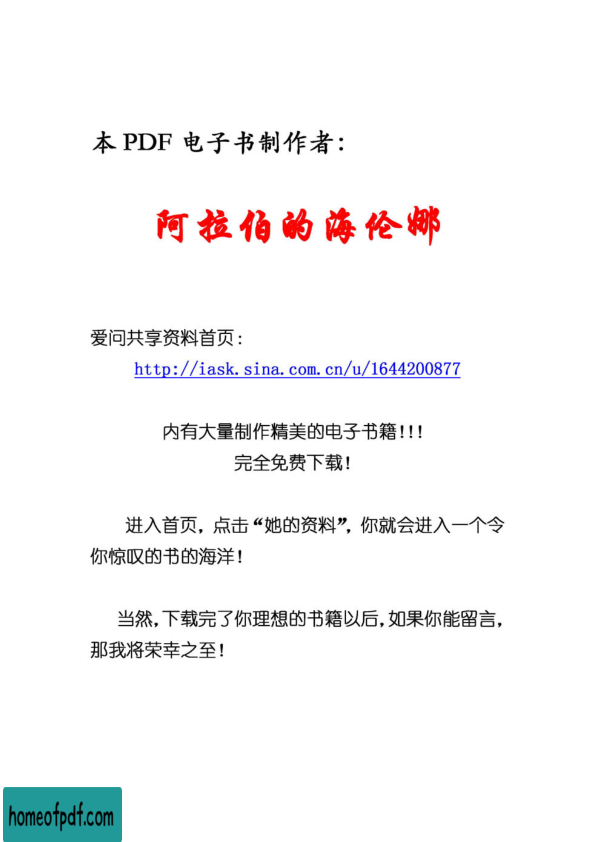 本 PDF 电子书制作者：
阿拉伯的海伦娜
爱问共享资料首页：
http://iask.sina.com.cn/u/1644200877
内有大量制作精美的电子书籍！！！
完全免费下载！
进入首页，点击“她的资料”，你就会进入一个令
你惊叹的书的海洋！
当然，下载完了你理想的书籍以后，如果你能留言，
那我将荣幸之至！
homeofpdf.com